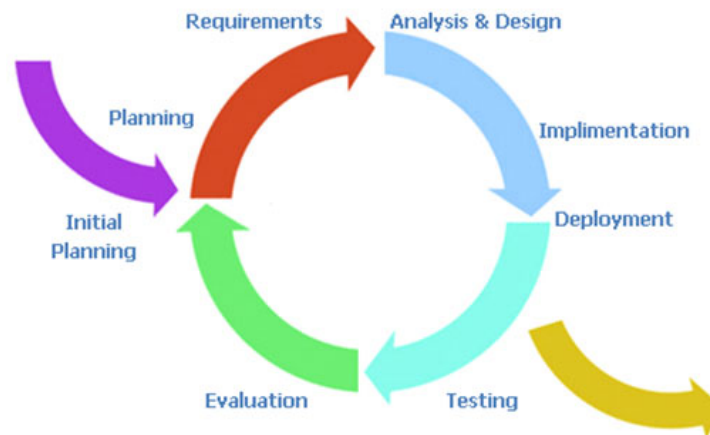 Requirements
Analysis & Design
Planning
Implimentation
Initial
Planning
Deployment
Evaluation
Testing